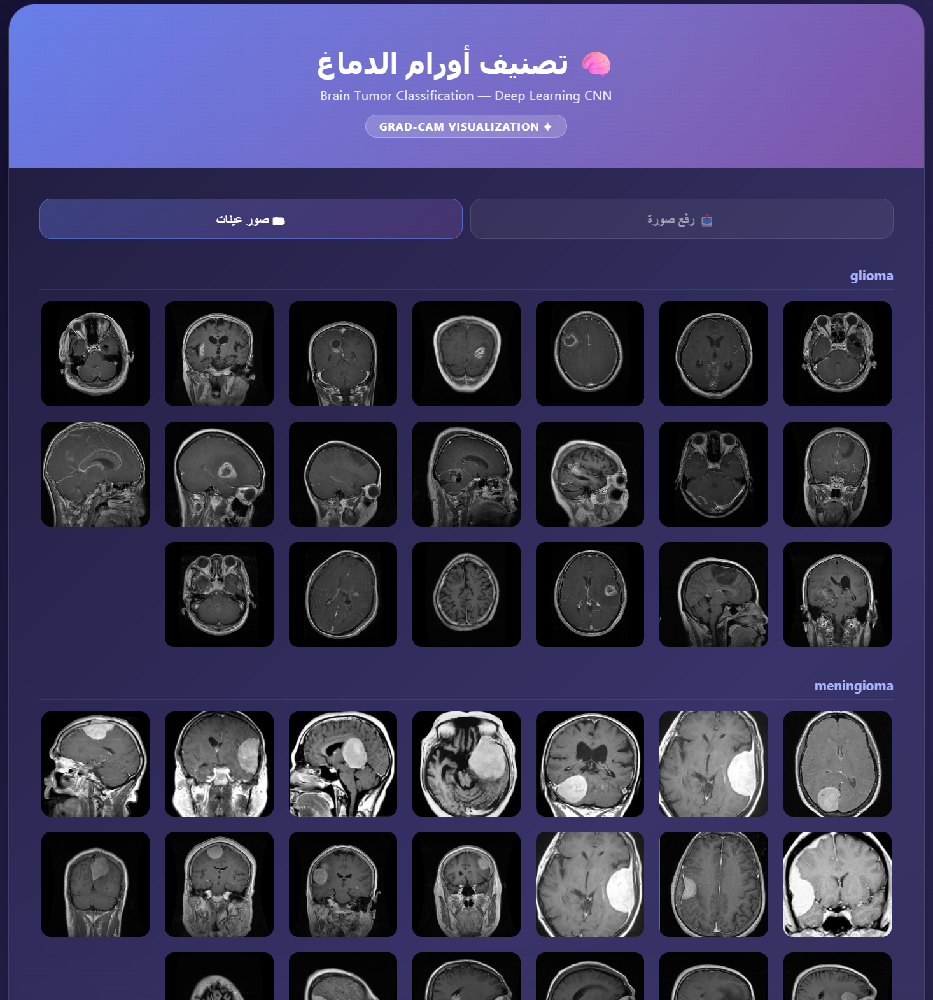 🧠 تصنيف أورام الدماغ
Brain Tumor Classification — Deep Learning CNN
GRAD-CAM VISUALIZATION ✦
📤 رفع صورة
📁 صور عينات
glioma
meningioma